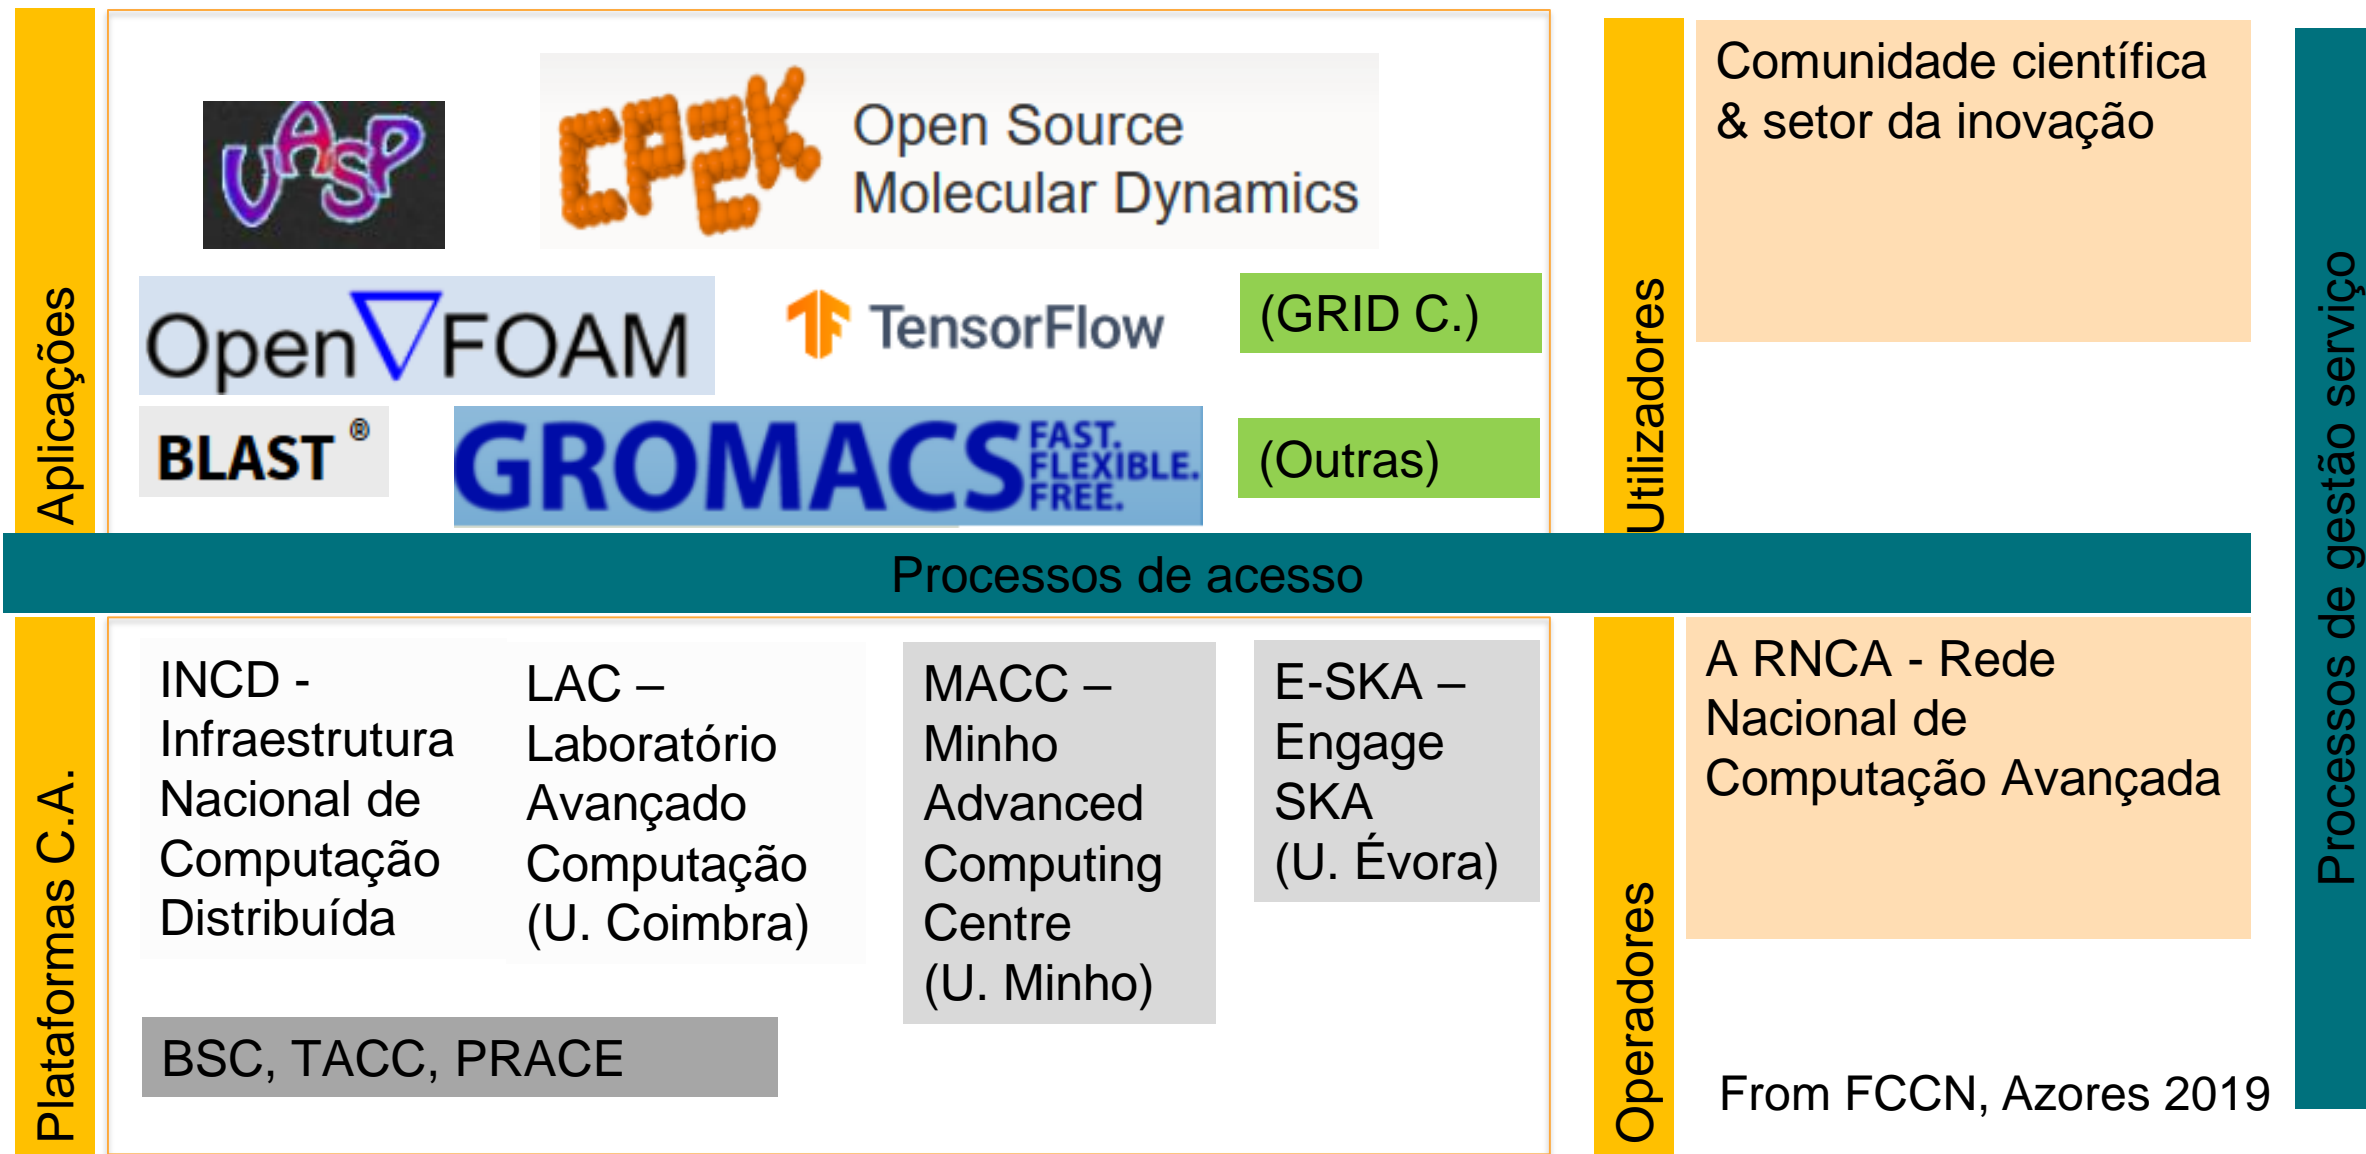 Aplicações
VASP
CP2K
Open Source
Molecular Dynamics
Open∇FOAM
TensorFlow
(GRID C.)
BLAST ®
GROMACS
FAST.
FLEXIBLE.
FREE.
(Outras)
Utilizadores
Comunidade científica
& setor da inovação
Processos de gestão serviço
Processos de acesso
Plataformas C.A.
INCD -
Infraestrutura
Nacional de
Computação
Distribuída
LAC –
Laboratório
Avançado
Computação
(U. Coimbra)
MACC –
Minho
Advanced
Computing
Centre
(U. Minho)
E-SKA –
Engage
SKA
(U. Évora)
BSC, TACC, PRACE
Operadores
A RNCA - Rede
Nacional de
Computação Avançada
From FCCN, Azores 2019